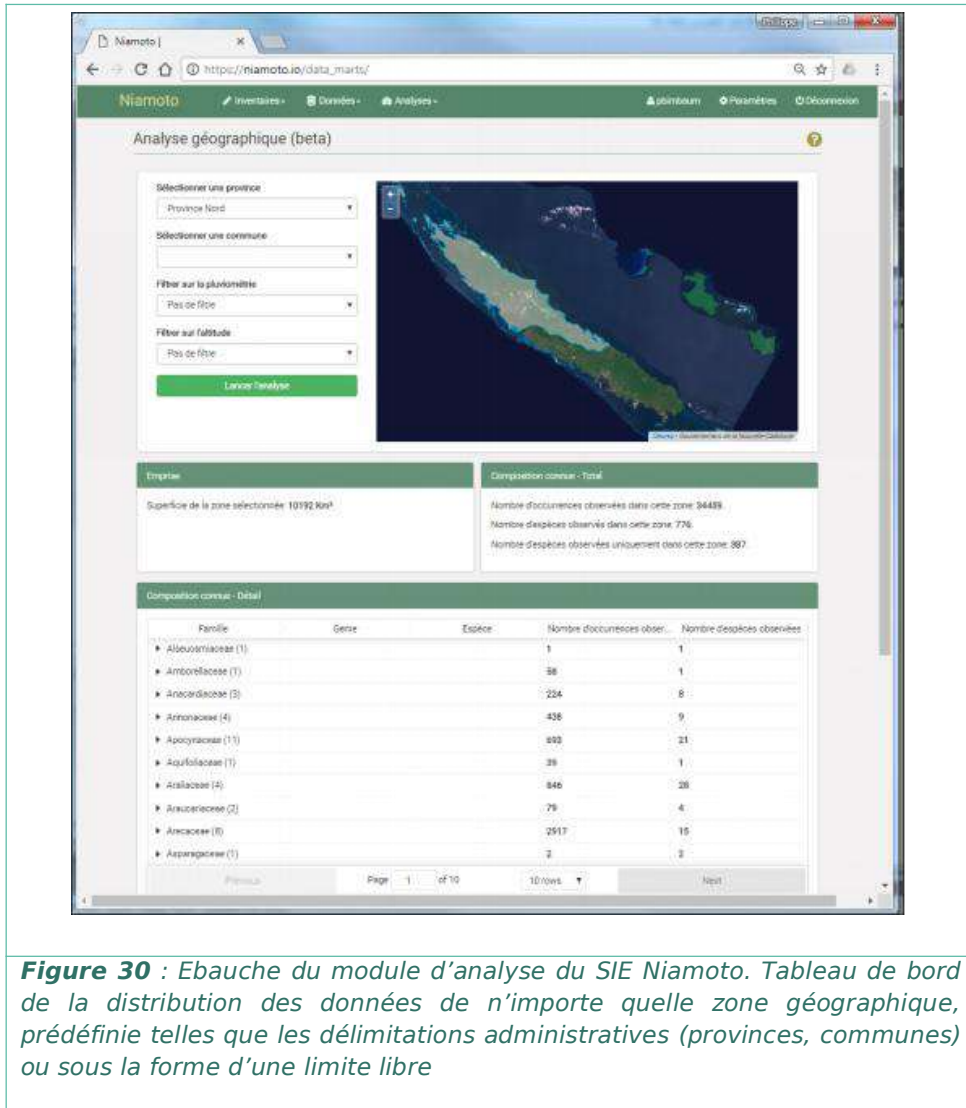 Niamoto |
https://niamoto.io/data_marts/
Niamoto Inventaires Données Analyses pbirnbaum Paramètres Déconnexion
Analyse géographique (beta)
Sélectionner une province
Province Nord
Sélectionner une commune
Filtrer sur la pluviométrie
Pas de filtre
Filtrer sur l'altitude
Pas de filtre
Lancer l'analyse
+
-
Gouvernement de la Nouvelle-Calédonie
Emprise
Superficie de la zone sélectionnée: 10192 Km²
Composition connue - Total
Nombre d'occurrences observées dans cette zone:
Nombre d'espèces observés dans cette zone: 776.
Nombre d'espèces observées uniquement dans cette zone: 387.
Composition connue - Détail
Famille Genre Espèce Nombre d'occurrences obser... Nombre d'espèces observées
Alseuosmiaceae (1) 1 1
Amborellaceae (1) 1
Anacardiaceae (3) 224 8
Annonaceae (4) 438 9
Apocynaceae (11) 693 21
Aquifoliaceae (1) 39 1
Araliaceae (4) 846 28
Araucariaceae (2) 79 4
Arecaceae (8) 2917 15
Asparagaceae (1) 2 2
Previous Page 1 of 10 10 rows Next
Figure 30 : Ebauche du module d'analyse du SIE Niamoto. Tableau de bord
de la distribution des données de n'importe quelle zone géographique,
prédéfinie telles que les délimitations administratives (provinces, communes)
ou sous la forme d'une limite libre